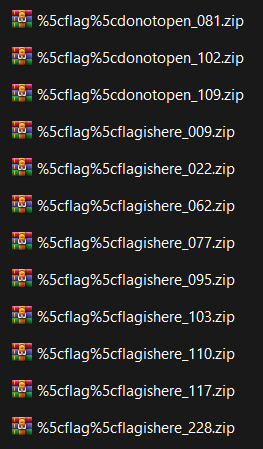 %5cflag%5cdonotopen_081.zip
%5cflag%5cdonotopen_102.zip
%5cflag%5cdonotopen_109.zip
%5cflag%5cflagishere_009.zip
%5cflag%5cflagishere_022.zip
%5cflag%5cflagishere_062.zip
%5cflag%5cflagishere_077.zip
%5cflag%5cflagishere_095.zip
%5cflag%5cflagishere_103.zip
%5cflag%5cflagishere_110.zip
%5cflag%5cflagishere_117.zip
%5cflag%5cflagishere_228.zip